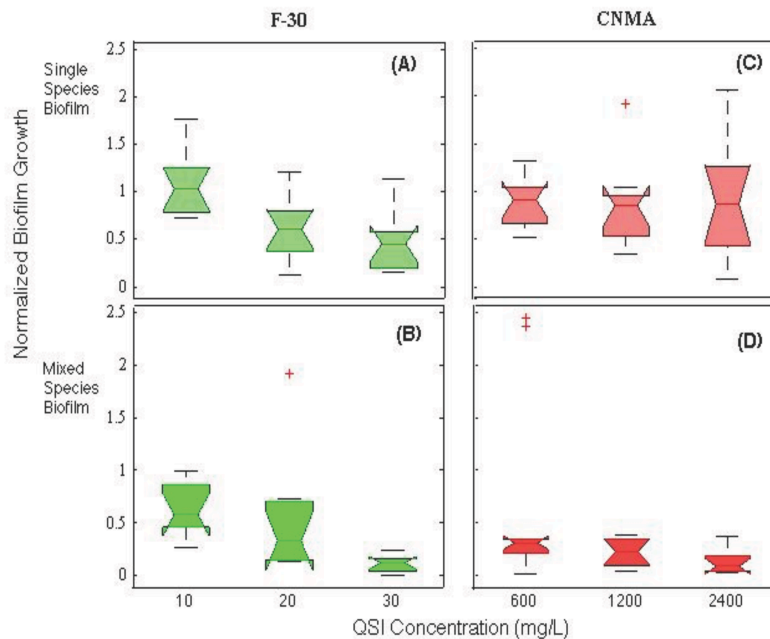 F-30
CNMA
Normalized Biofilm Growth
Single
Species
Biofilm
2.5
2
1.5
1
0.5
0
(A)
(C)
Mixed
Species
Biofilm
2.5
2
1.5
1
0.5
0
(B)
(D)
10
20
30
600
1200
2400
QSI Concentration (mg/L)